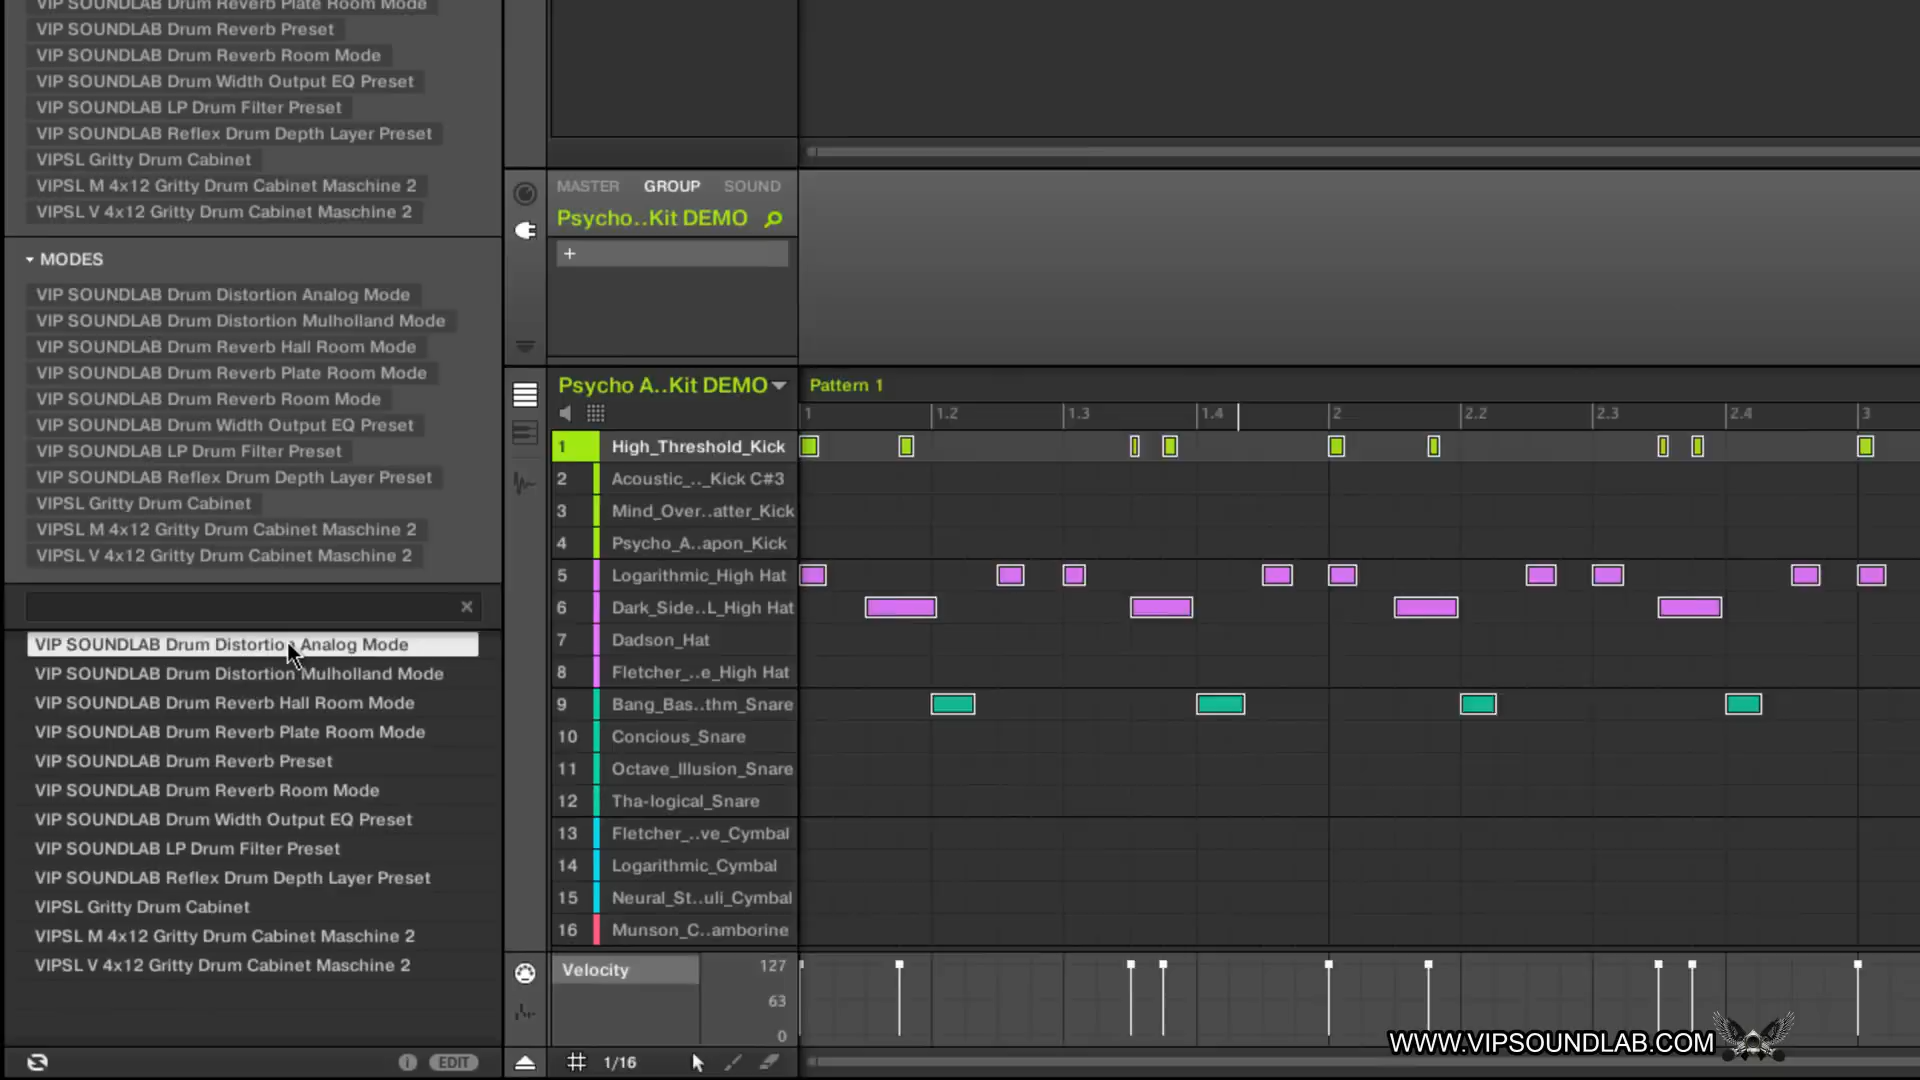 VIP SOUNDLAB Drum Reverb Plate Room Mode
VIP SOUNDLAB Drum Reverb Preset
VIP SOUNDLAB Drum Reverb Room Mode
VIP SOUNDLAB Drum Width Output EQ Preset
VIP SOUNDLAB LP Drum Filter Preset
VIP SOUNDLAB Reflex Drum Depth Layer Preset
VIPSL Gritty Drum Cabinet
VIPSL M 4x12 Gritty Drum Cabinet Maschine 2
VIPSL V 4x12 Gritty Drum Cabinet Maschine 2
MODES
VIP SOUNDLAB Drum Distortion Analog Mode
VIP SOUNDLAB Drum Distortion Mulholland Mode
VIP SOUNDLAB Drum Reverb Hall Room Mode
VIP SOUNDLAB Drum Reverb Plate Room Mode
VIP SOUNDLAB Drum Reverb Room Mode
VIP SOUNDLAB Drum Width Output EQ Preset
VIP SOUNDLAB LP Drum Filter Preset
VIP SOUNDLAB Reflex Drum Depth Layer Preset
VIPSL Gritty Drum Cabinet
VIPSL M 4x12 Gritty Drum Cabinet Maschine 2
VIPSL V 4x12 Gritty Drum Cabinet Maschine 2
VIP SOUNDLAB Drum Distortion Analog Mode
VIP SOUNDLAB Drum Distortion Mulholland Mode
VIP SOUNDLAB Drum Reverb Hall Room Mode
VIP SOUNDLAB Drum Reverb Plate Room Mode
VIP SOUNDLAB Drum Reverb Preset
VIP SOUNDLAB Drum Reverb Room Mode
VIP SOUNDLAB Drum Width Output EQ Preset
VIP SOUNDLAB LP Drum Filter Preset
VIP SOUNDLAB Reflex Drum Depth Layer Preset
VIPSL Gritty Drum Cabinet
VIPSL M 4x12 Gritty Drum Cabinet Maschine 2
VIPSL V 4x12 Gritty Drum Cabinet Maschine 2
EDIT
MASTER GROUP SOUND
Psycho..Kit DEMO
+
Psycho A..Kit DEMO Pattern 1
1 1.2 1.3 1.4 2 2.2 2.3 2.4 3
1 High_Threshold_Kick
2 Acoustic_.._Kick C#3
3 Mind_Over..atter_Kick
4 Psycho_A..apon_Kick
5 Logarithmic_High Hat
6 Dark_Side..L_High Hat
7 Dadson_Hat
8 Fletcher_..e_High Hat
9 Bang_Bas..thm_Snare
10 Concious_Snare
11 Octave_Illusion_Snare
12 Tha-logical_Snare
13 Fletcher_..ve_Cymbal
14 Logarithmic_Cymbal
15 Neural_St..uli_Cymbal
16 Munson_C..amborine
Velocity 127
63
0
1/16
WWW.VIPSOUNDLAB.COM